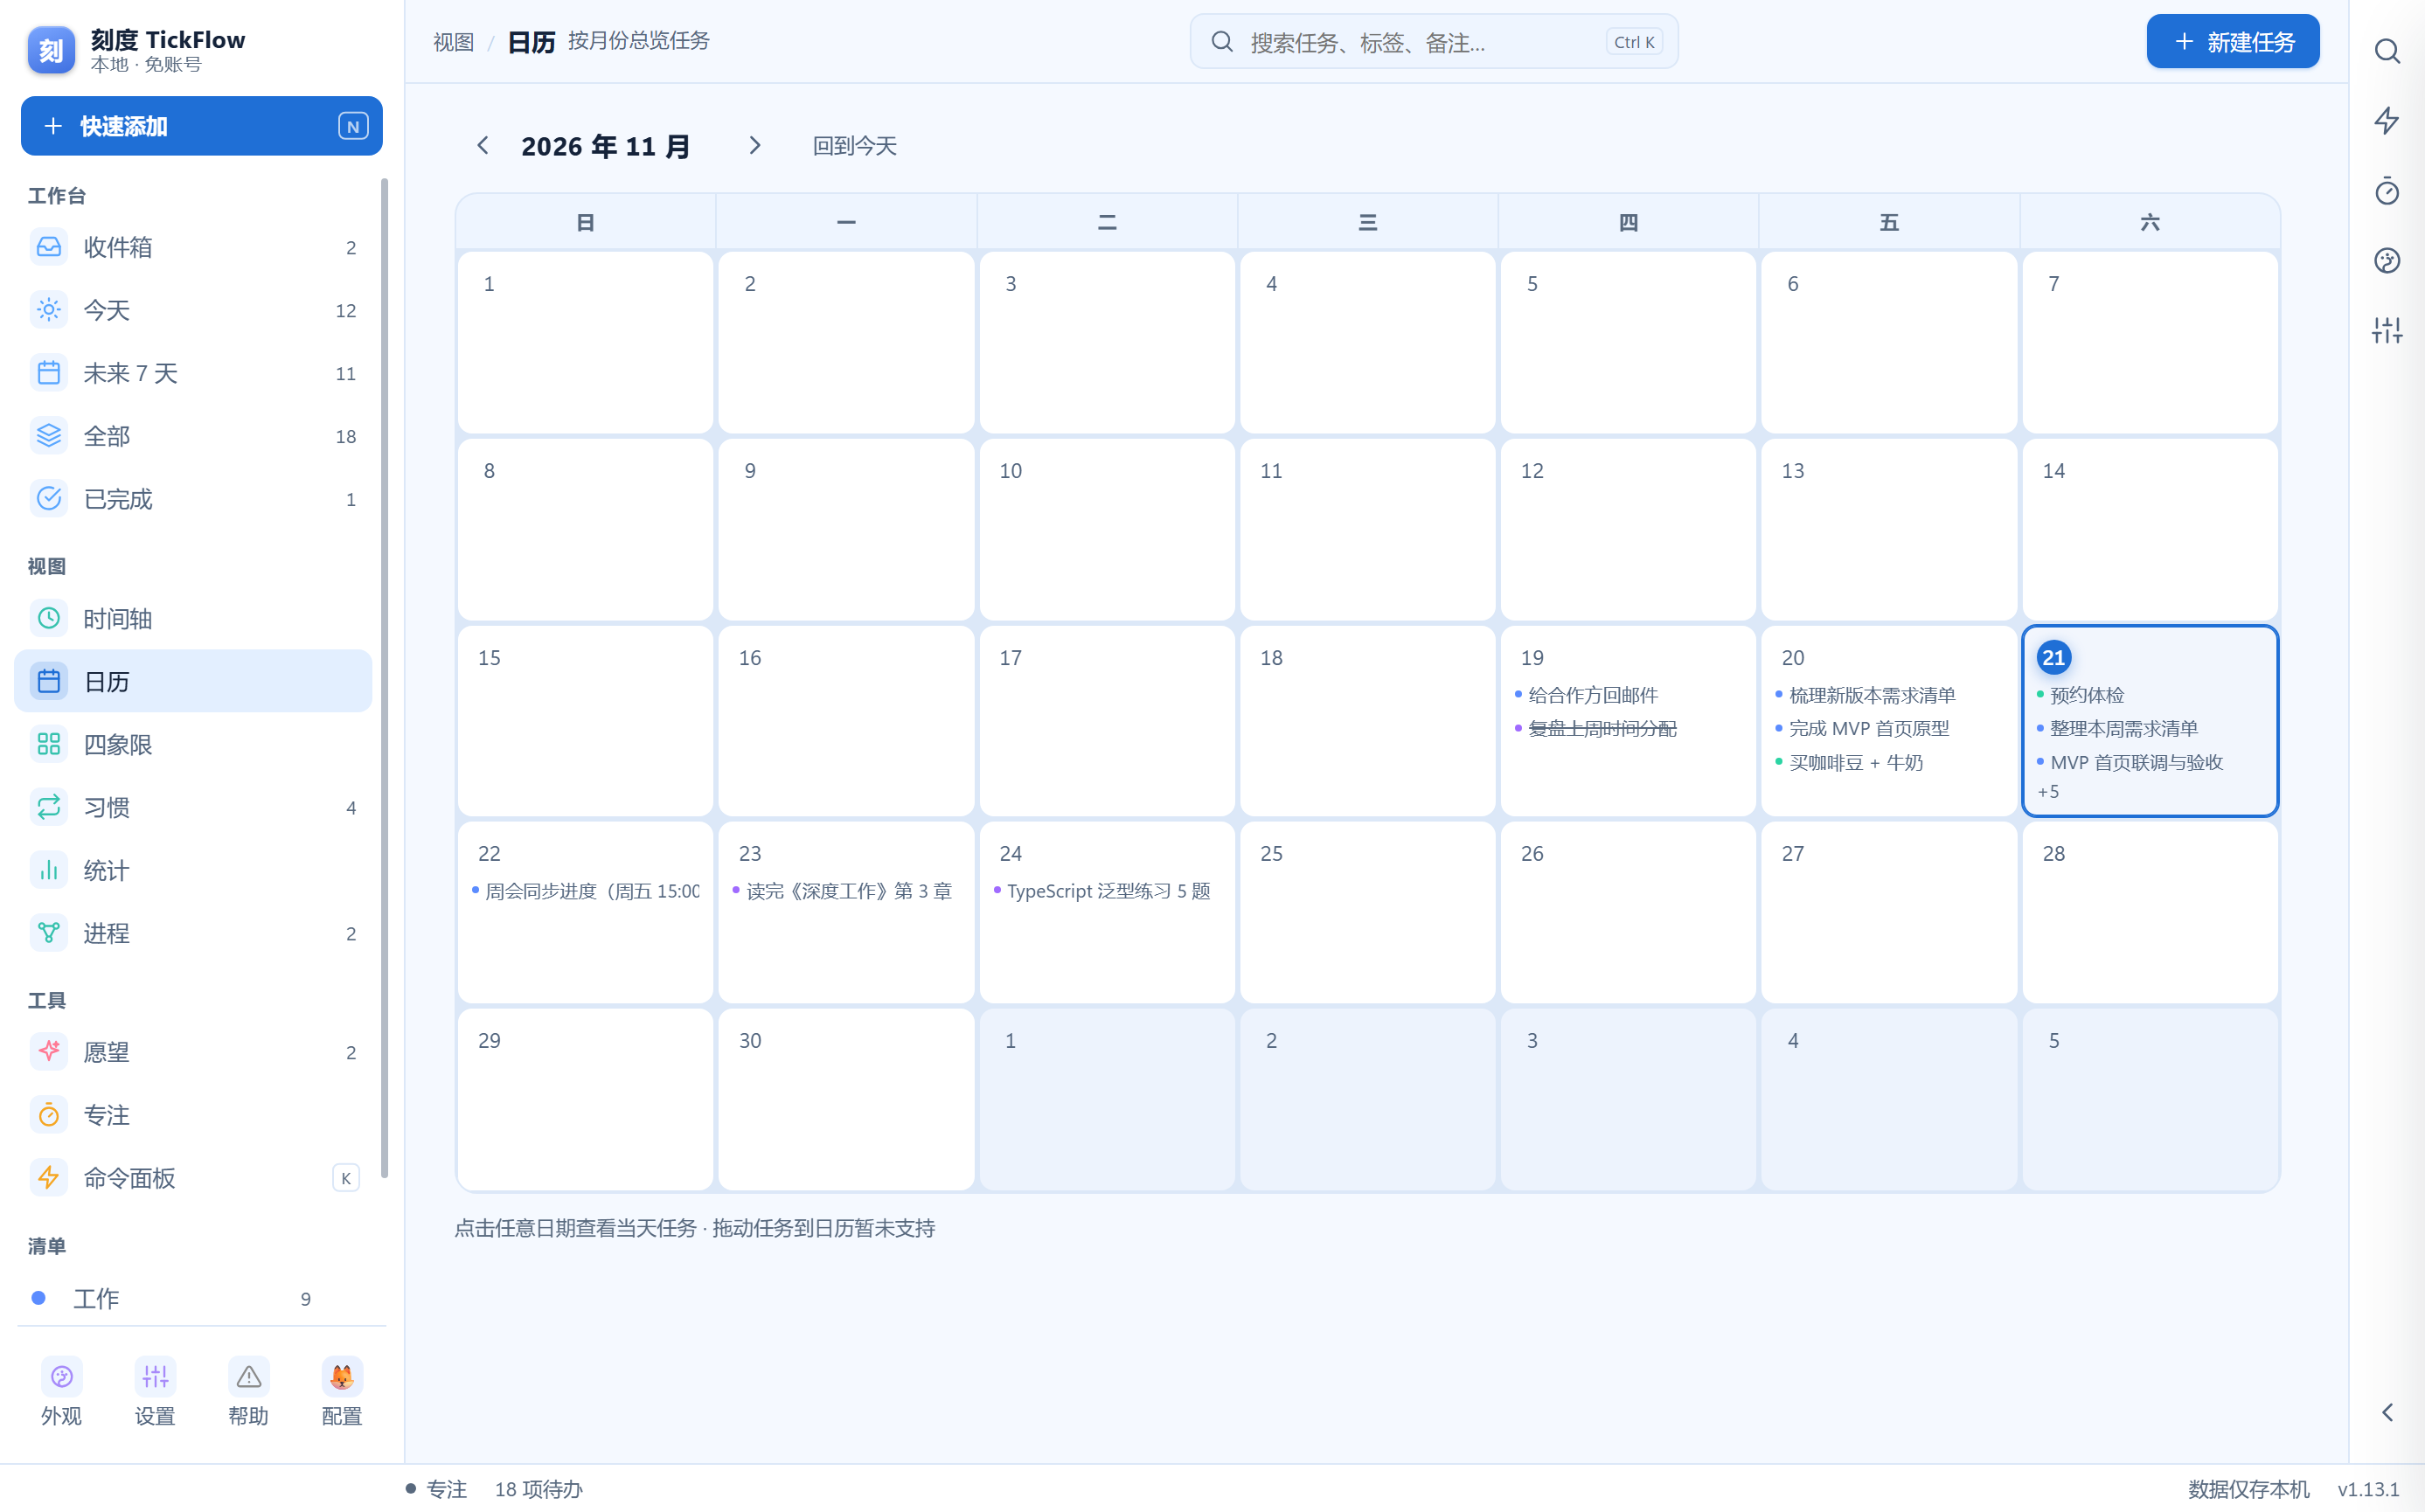 刻
刻度 TickFlow
本地 · 免账号
快速添加
N
工作台
收件箱 2
今天 12
未来 7 天 11
全部 18
已完成 1
视图
时间轴
日历
四象限
习惯 4
统计
进程 2
工具
愿望 2
专注
命令面板 K
清单
工作 9
外观 设置 帮助 配置
视图 / 日历 按月份总览任务
搜索任务、标签、备注... Ctrl K
新建任务
2026 年 11 月
回到今天
日 一 二 三 四 五 六
1 2 3 4 5 6 7
8 9 10 11 12 13 14
15 16 17 18
19
给合作方回邮件
复盘上周时间分配
20
梳理新版本需求清单
完成 MVP 首页原型
买咖啡豆 + 牛奶
21
预约体检
整理本周需求清单
MVP 首页联调与验收
+5
22
周会同步进度（周五 15:00
23
读完《深度工作》第 3 章
24
TypeScript 泛型练习 5 题
25 26 27 28
29 30 1 2 3 4 5
点击任意日期查看当天任务 · 拖动任务到日历暂未支持
专注 18 项待办
数据仅存本机 v1.13.1